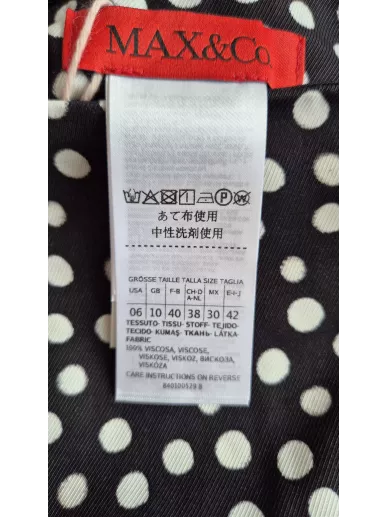 MAX&Co
あて布使用
中性洗剤使用
GRÖSSE TAILLE TALLA SIZE TAGLIA
USA GB F-B CH-D A-NL MX E-I-J
06 10 40 38 30 42
TESSUTO- TISSU- STOFF- TEJIDO-
TECIDO- KUMAŞ- ТКАНЬ- LÁTKA-
FABRIC
100% VISCOSA, VISCOSE,
VISKOSE, VISKOZ, ВИСКОЗА,
VISKÓZA
CARE INSTRUCTIONS ON REVERSE